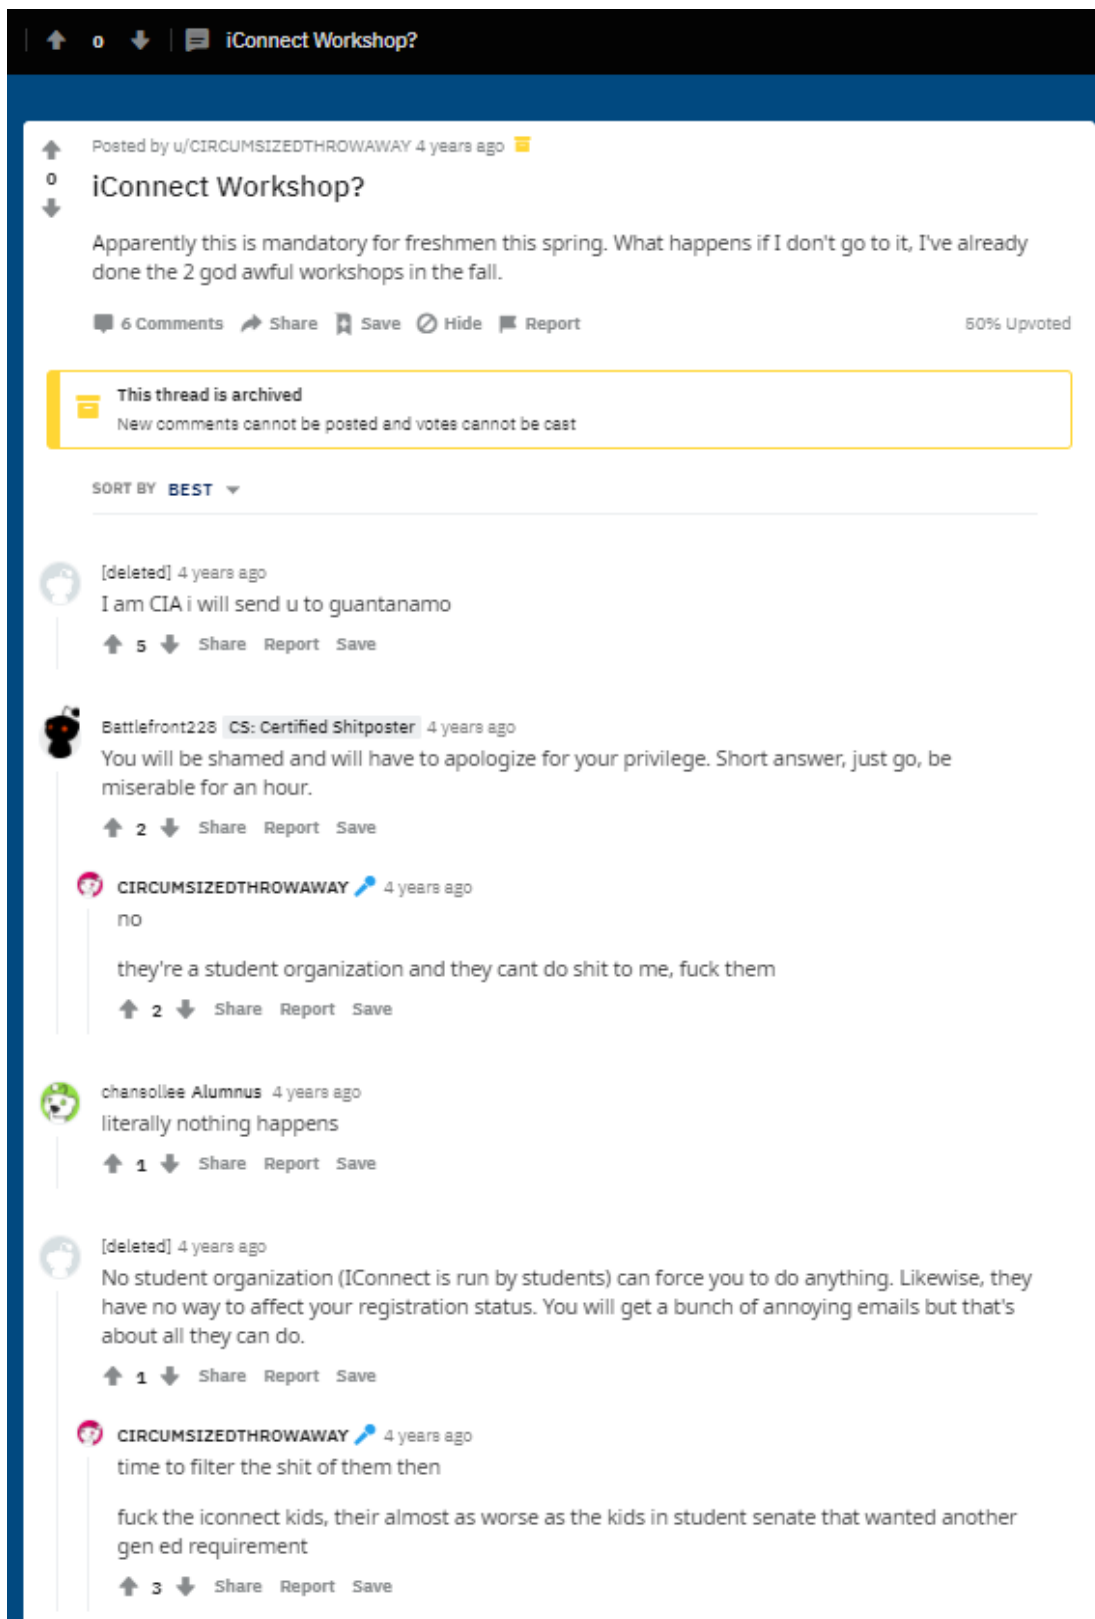 0 iConnect Workshop?
Posted by u/CIRCUMSIZEDTHROWAWAY 4 years ago
0
iConnect Workshop?
Apparently this is mandatory for freshmen this spring. What happens if I don't go to it, I've already
done the 2 god awful workshops in the fall.
6 Comments Share Save Hide Report 50% Upvoted
This thread is archived
New comments cannot be posted and votes cannot be cast
SORT BY BEST
[deleted] 4 years ago
I am CIA i will send u to guantanamo
5 Share Report Save
Battlefront228 CS: Certified Shitposter 4 years ago
You will be shamed and will have to apologize for your privilege. Short answer, just go, be
miserable for an hour.
2 Share Report Save
CIRCUMSIZEDTHROWAWAY 4 years ago
no
they're a student organization and they cant do shit to me, fuck them
2 Share Report Save
chansollee Alumnus 4 years ago
literally nothing happens
1 Share Report Save
[deleted] 4 years ago
No student organization (IConnect is run by students) can force you to do anything. Likewise, they
have no way to affect your registration status. You will get a bunch of annoying emails but that's
about all they can do.
1 Share Report Save
CIRCUMSIZEDTHROWAWAY 4 years ago
time to filter the shit of them then
fuck the iconnect kids, their almost as worse as the kids in student senate that wanted another
gen ed requirement
3 Share Report Save